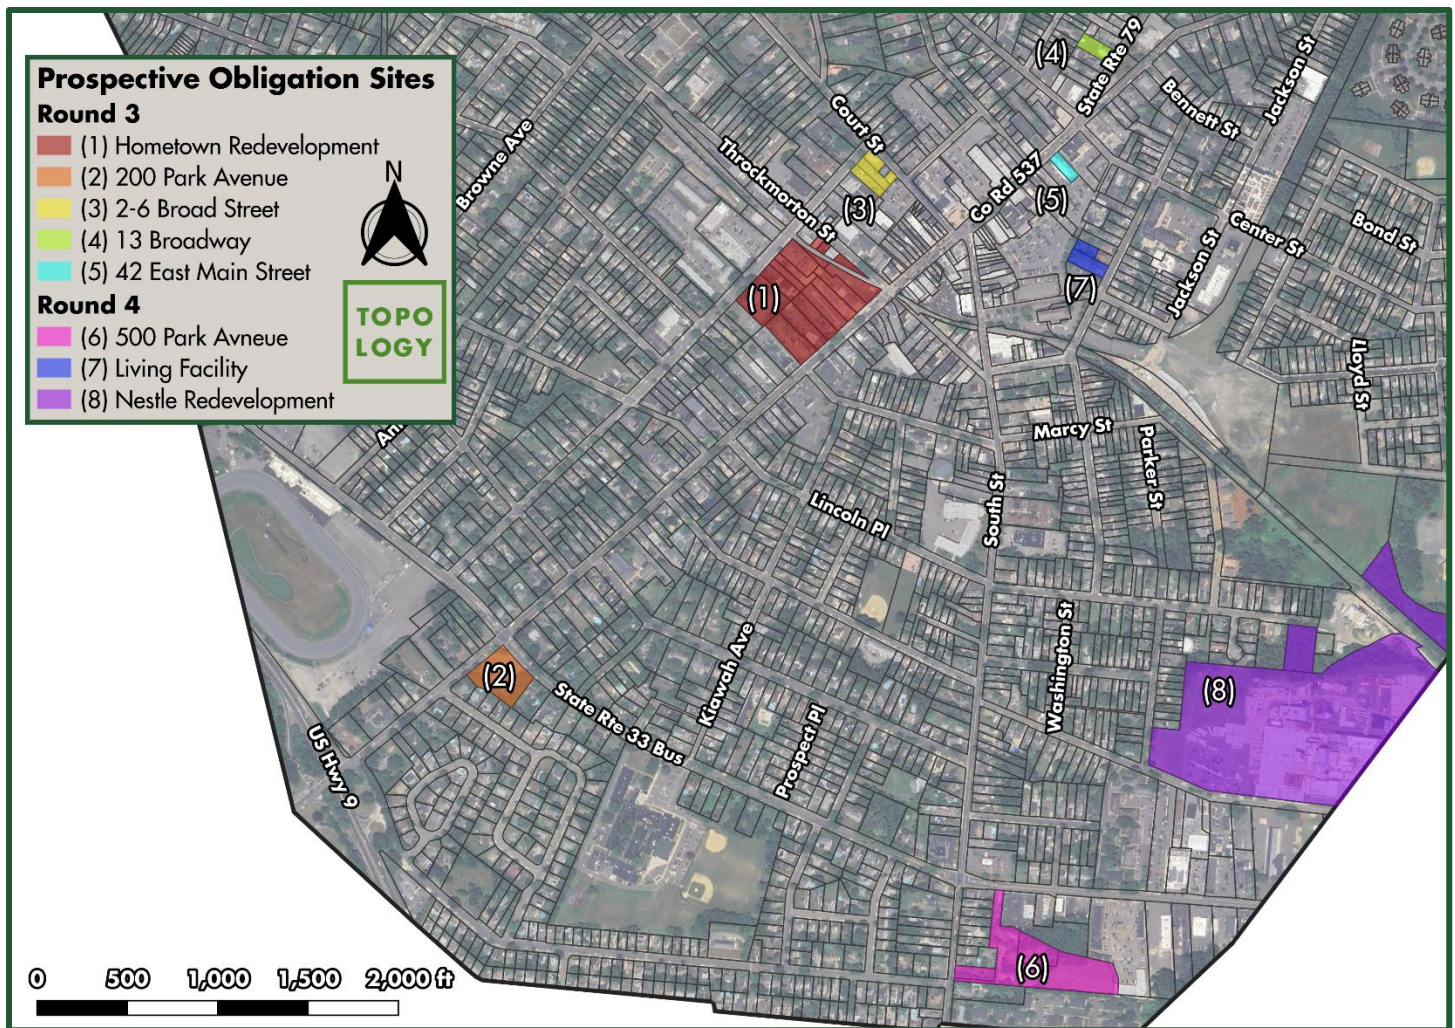 Prospective Obligation Sites
Round 3
(1) Hometown Redevelopment
(2) 200 Park Avenue
(3) 2-6 Broad Street
(4) 13 Broadway
(5) 42 East Main Street
Round 4
(6) 500 Park Avneue
(7) Living Facility
(8) Nestle Redevelopment
N
TOPO
LOGY
(4)
State Rte 79
Jackson St
Bennett St
Court St
Browne Ave
Throckmorton St
Co Rd 537
(3)
(5)
Center St
Bond St
Jackson St
(7)
(1)
Lloyd St
Marcy St
Parker St
Lincoln Pl
South St
Washington St
Kiawah Ave
(2)
State Rte 33 Bus
Prospect Pl
(8)
US Hwy 9
(6)
0 500 1,000 1,500 2,000 ft